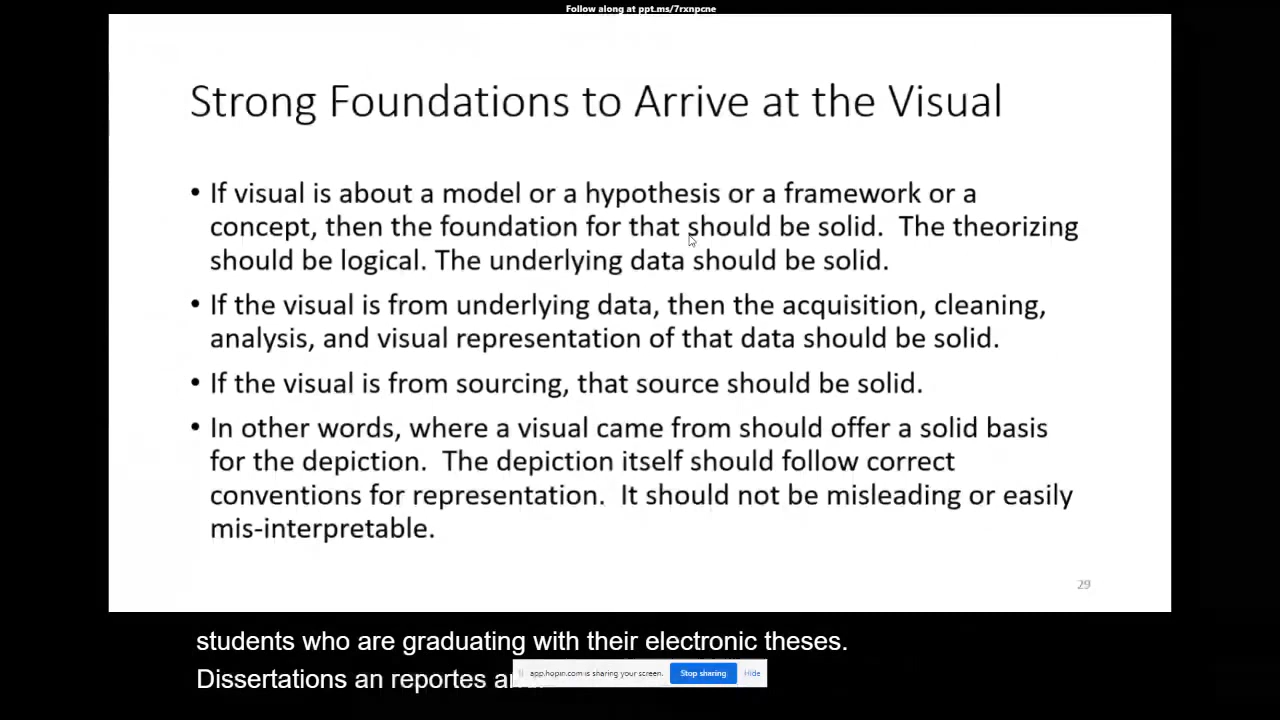 Follow along at ppt.ms/7rxnpcne
Strong Foundations to Arrive at the Visual
• If visual is about a model or a hypothesis or a framework or a
concept, then the foundation for that should be solid.  The theorizing
should be logical. The underlying data should be solid.
• If the visual is from underlying data, then the acquisition, cleaning,
analysis, and visual representation of that data should be solid.
• If the visual is from sourcing, that source should be solid.
• In other words, where a visual came from should offer a solid basis
for the depiction.  The depiction itself should follow correct
conventions for representation.  It should not be misleading or easily
mis-interpretable.
29
students who are graduating with their electronic theses.
Dissertations an reportes
app.hopin.com is sharing your screen. Stop sharing Hide